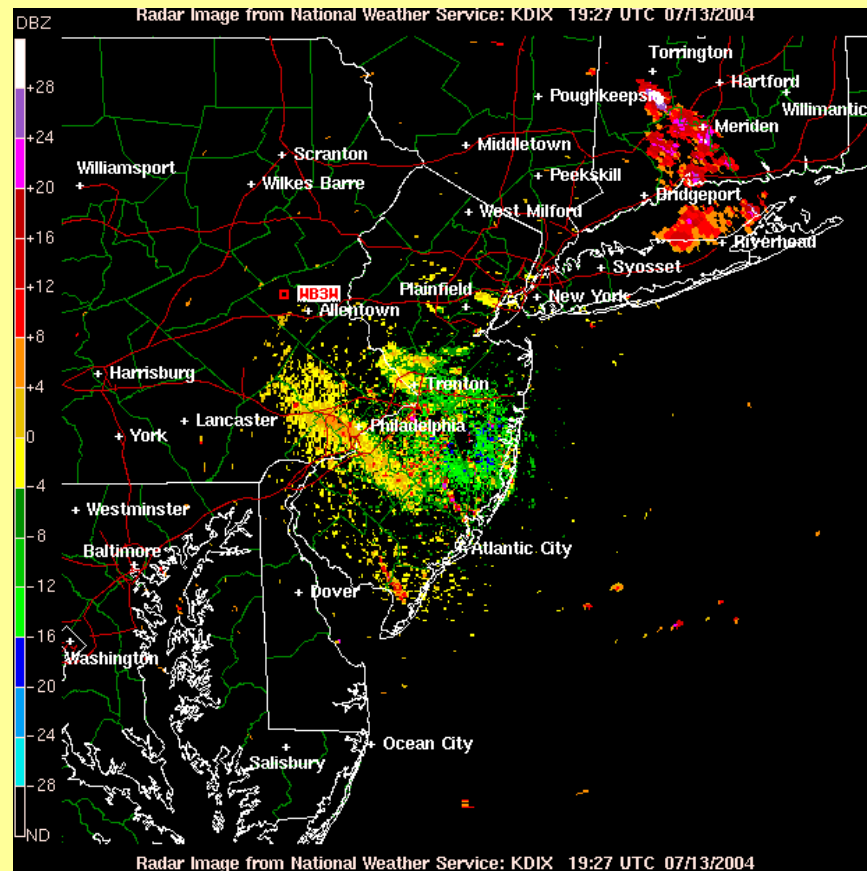 Radar Image from National Weather Service: KDIX 19:27 UTC 07/13/2004
DBZ
+28
+24
+20
+16
+12
+8
+4
0
-4
-8
-12
-16
-20
-24
-28
ND
Torrington
Hartford
Poughkeepsie
Willimantic
Meriden
Middletown
Scranton
Williamsport
Wilkes Barre
Peekskill
Bridgeport
West Milford
Riverhead
Syosset
WB3W
Plainfield
New York
Allentown
Harrisburg
Trenton
Lancaster
Philadelphia
York
Westminster
Baltimore
Atlantic City
Dover
Washington
Ocean City
Salisbury
Radar Image from National Weather Service: KDIX 19:27 UTC 07/13/2004